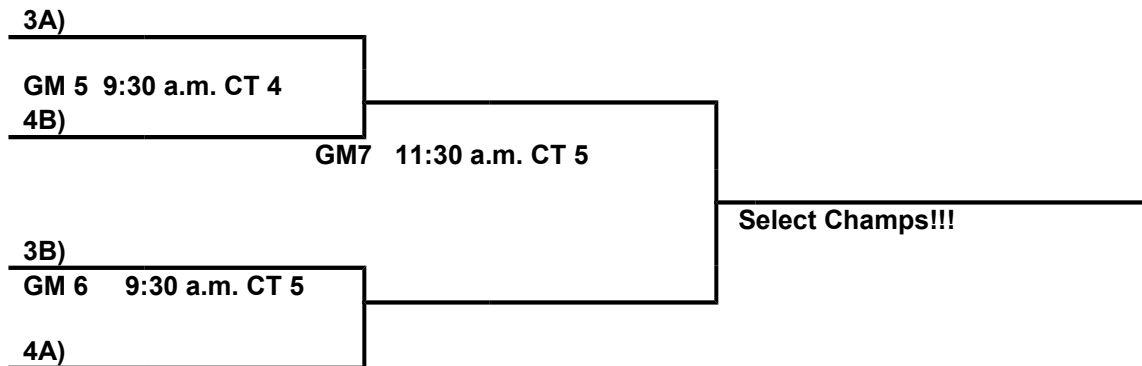 3A)
GM 5  9:30 a.m. CT 4
4B)
GM7   11:30 a.m. CT 5
Select Champs!!!
3B)
GM 6     9:30 a.m. CT 5
4A)